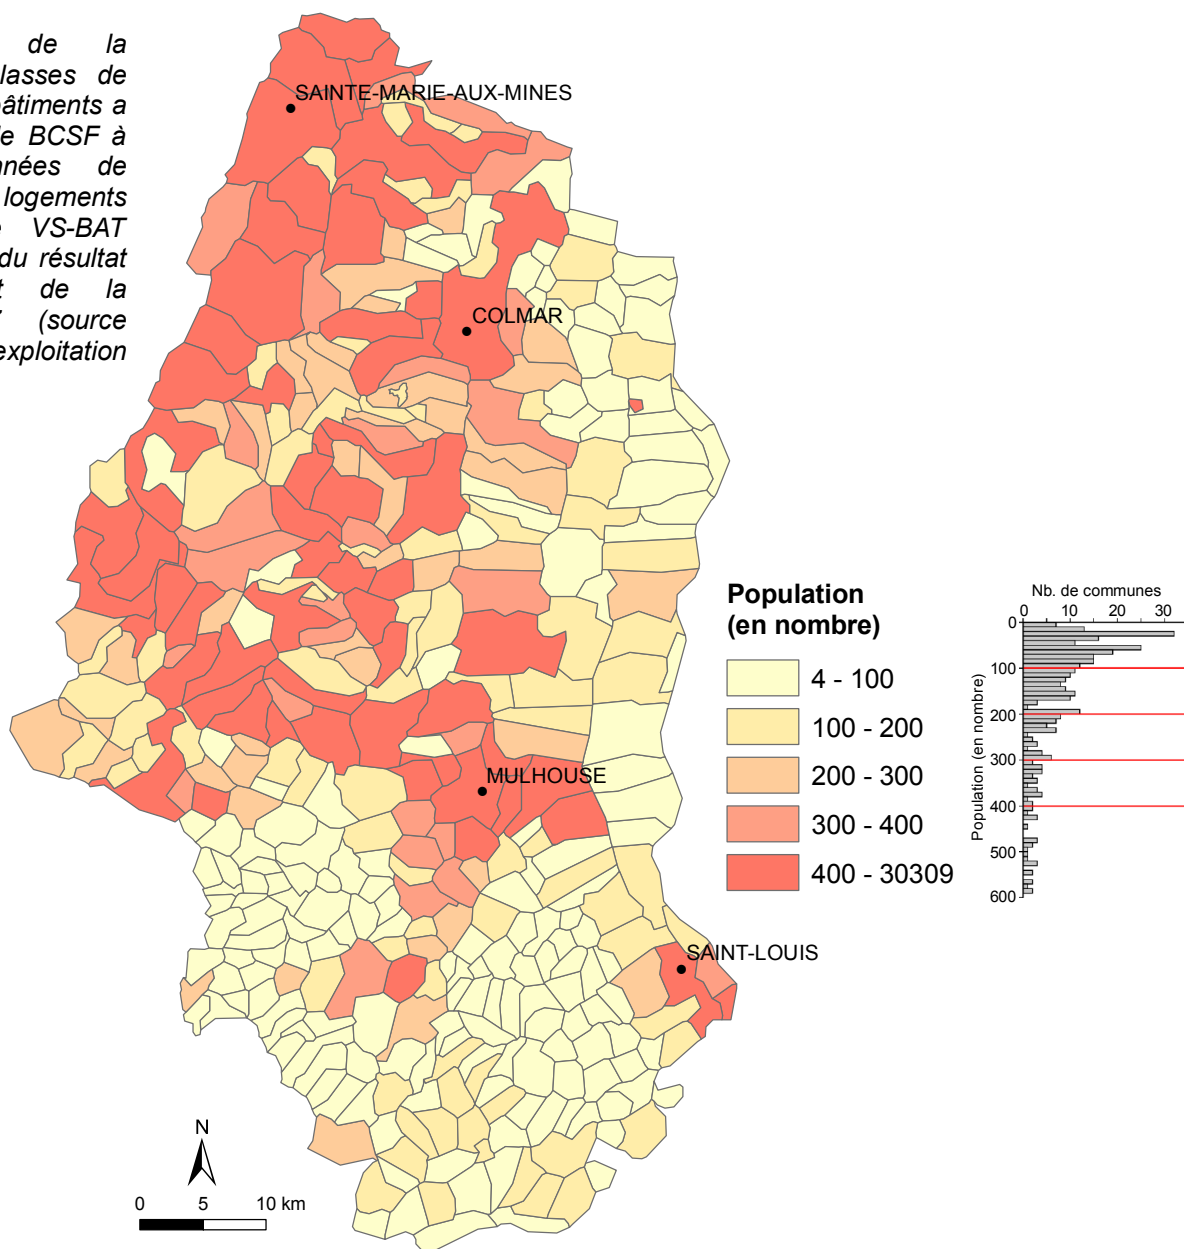 de la
lasses de
âtiments a
le BCSF à
nnées de
logements
VS-BAT
du résultat
t de la
(source
exploitation
SAINTE-MARIE-AUX-MINES
COLMAR
MULHOUSE
SAINT-LOUIS
Population
(en nombre)
4 - 100
100 - 200
200 - 300
300 - 400
400 - 30309
Nb. de communes
0 10 20 30
Population (en nombre)
0
100
200
300
400
500
600
N
0 5 10 km